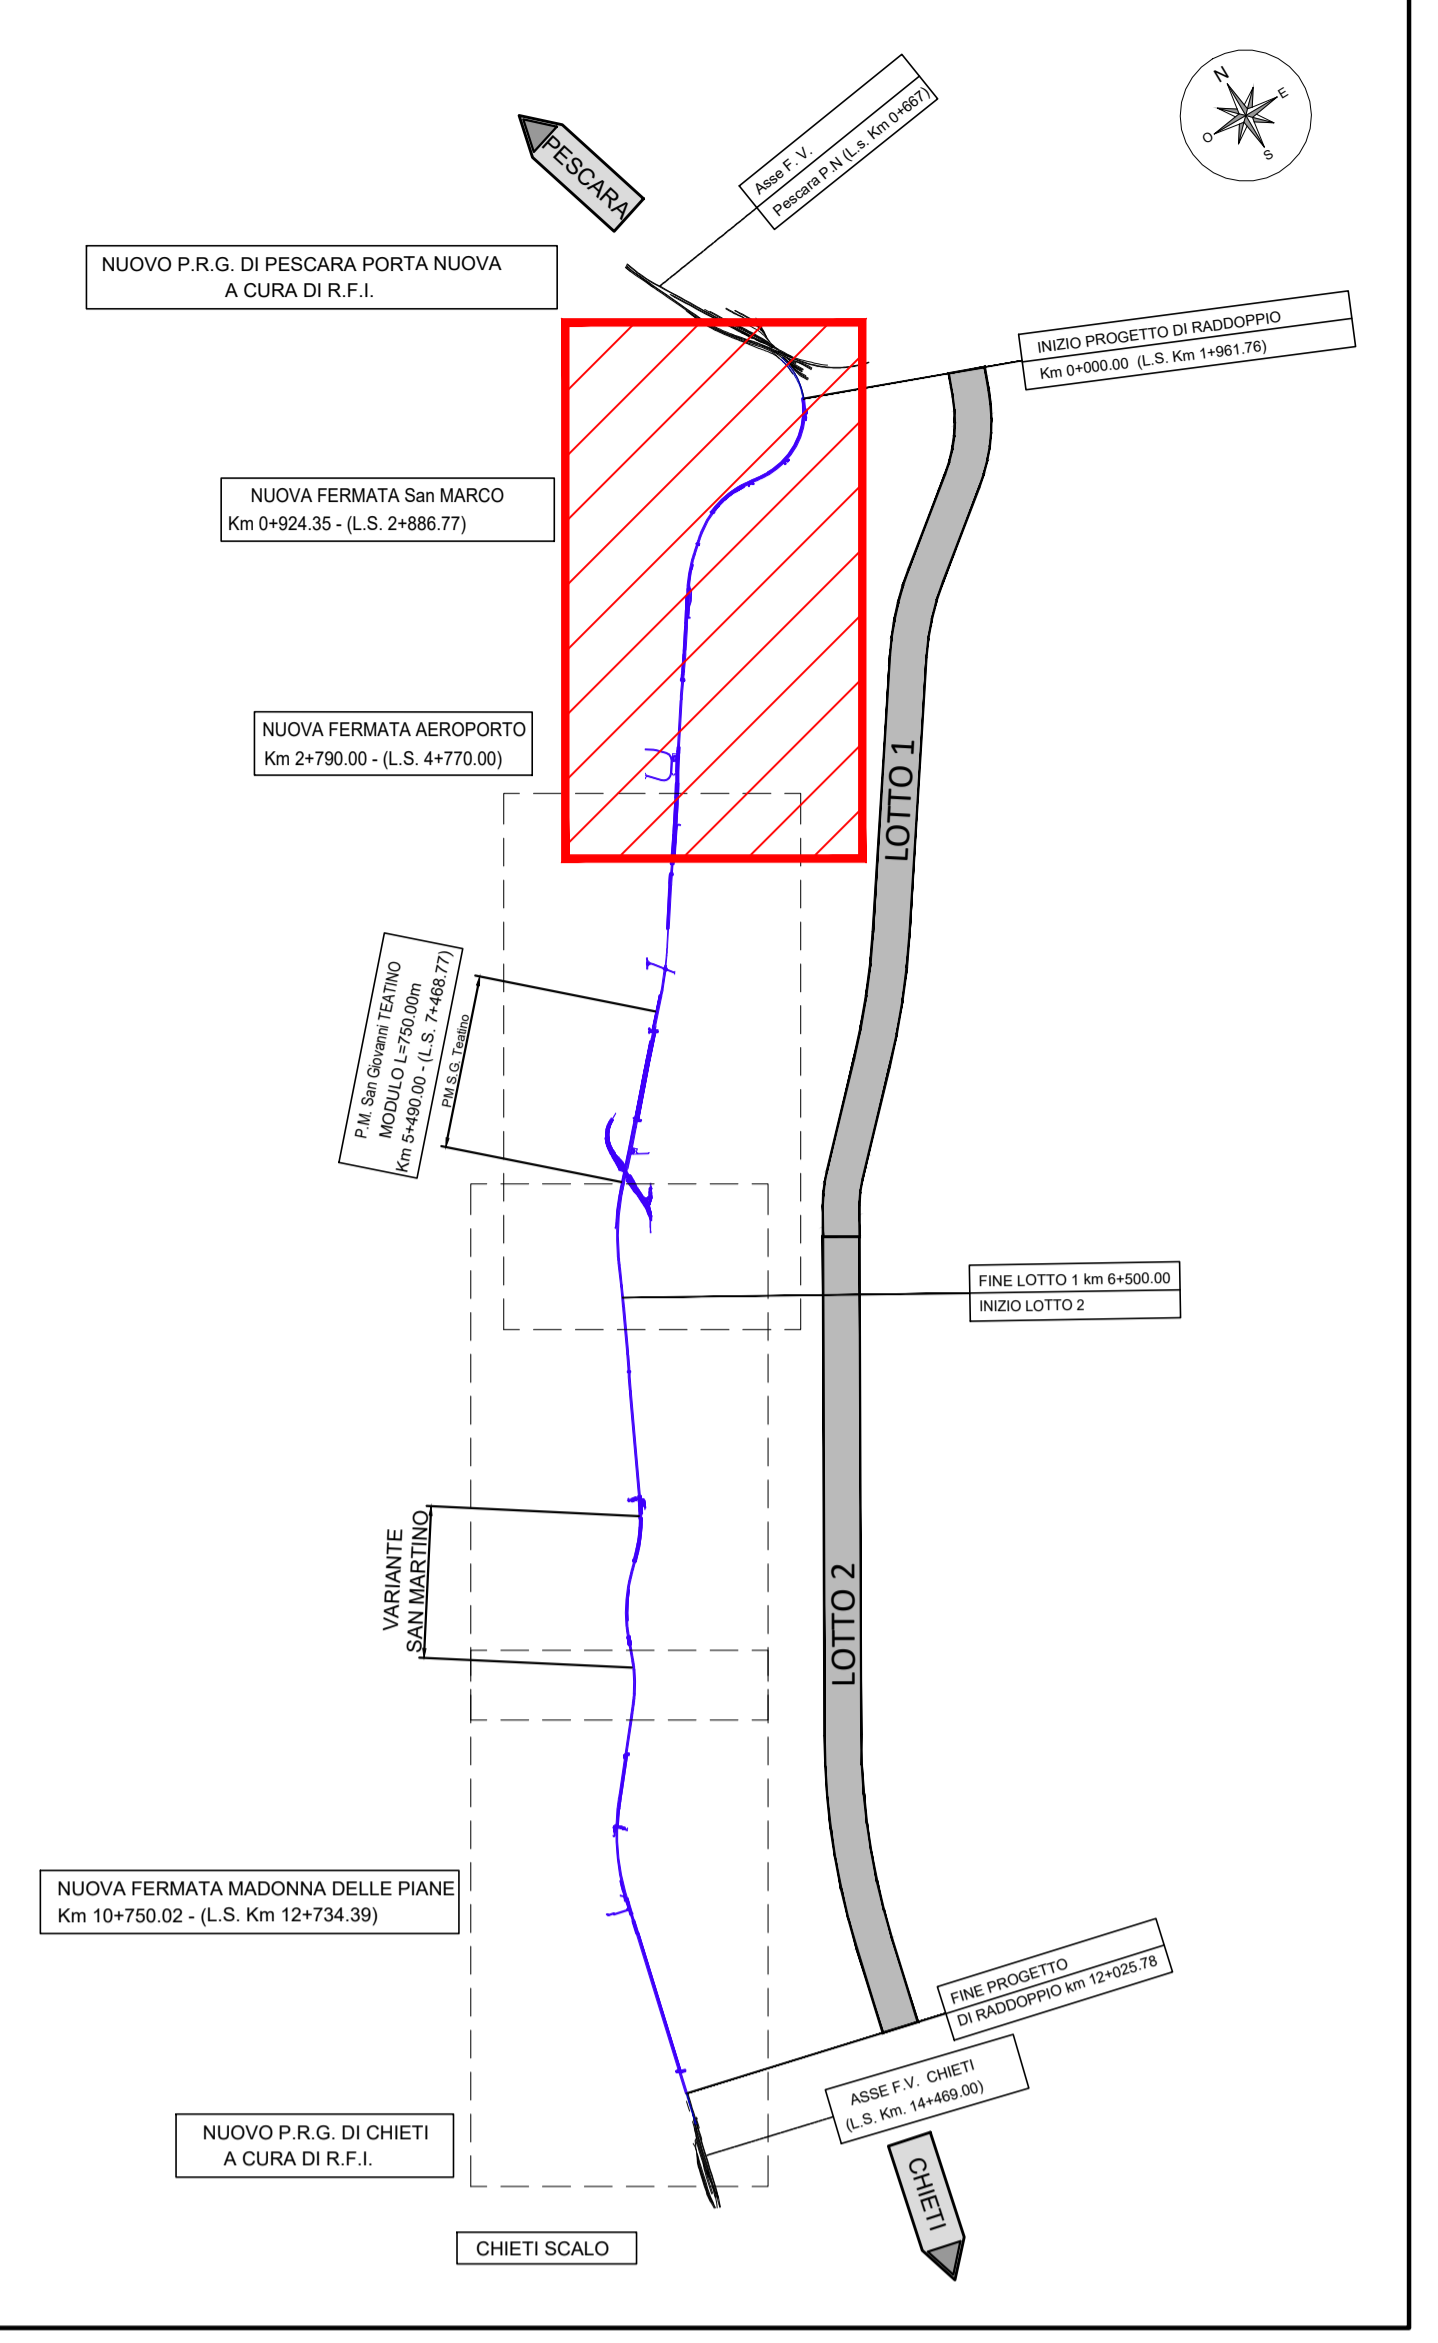 N
E
O
S
PESCARA
Asse F. V.
Pescara P.N (L.s. Km 0+667)
NUOVO P.R.G. DI PESCARA PORTA NUOVA
A CURA DI R.F.I.
INIZIO PROGETTO DI RADDOPPIO
Km 0+000.00 (L.S. Km 1+961.76)
NUOVA FERMATA San MARCO
Km 0+924.35 - (L.S. 2+886.77)
NUOVA FERMATA AEROPORTO
Km 2+790.00 - (L.S. 4+770.00)
LOTTO 1
P.M. San Giovanni TEATINO
MODULO L=750.00m
Km 5+490.00 - (L.S. 7+468.77)
PM S.G. Teatino
FINE LOTTO 1 km 6+500.00
INIZIO LOTTO 2
VARIANTE
SAN MARTINO
LOTTO 2
NUOVA FERMATA MADONNA DELLE PIANE
Km 10+750.02 - (L.S. Km 12+734.39)
FINE PROGETTO
DI RADDOPPIO km 12+025.78
ASSE F.V. CHIETI
(L.S. Km. 14+469.00)
NUOVO P.R.G. DI CHIETI
A CURA DI R.F.I.
CHIETI
CHIETI SCALO